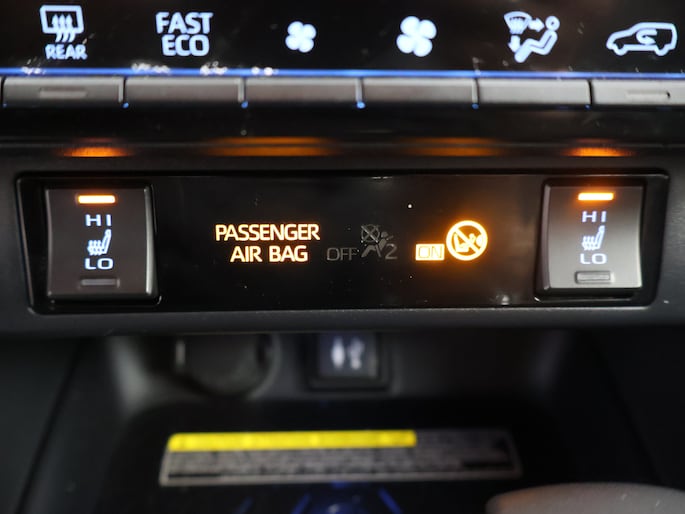 REAR
FAST
ECO
HI
LO
PASSENGER
AIR BAG
OFF
2
ON
HI
LO